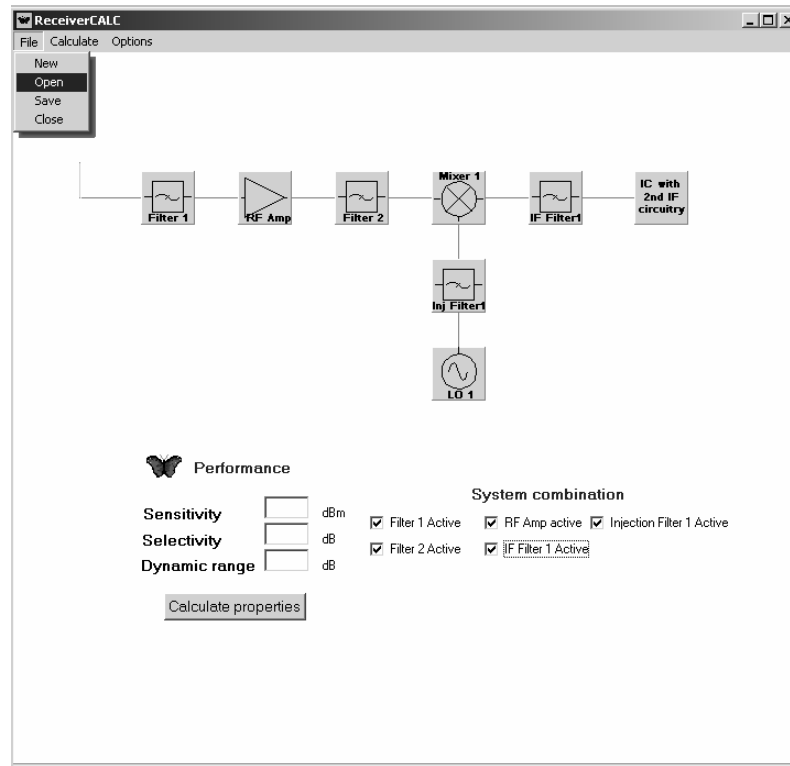 ReceiverCALC
File Calculate Options
New
Open
Save
Close
Filter 1
RF Amp
Filter 2
Mixer 1
IF Filter1
IC with
2nd IF
circuitry
Inj Filter1
LO 1
Performance
Sensitivity dBm
Selectivity dB
Dynamic range dB
Calculate properties
System combination
Filter 1 Active RF Amp active Injection Filter 1 Active
Filter 2 Active IF Filter 1 Active